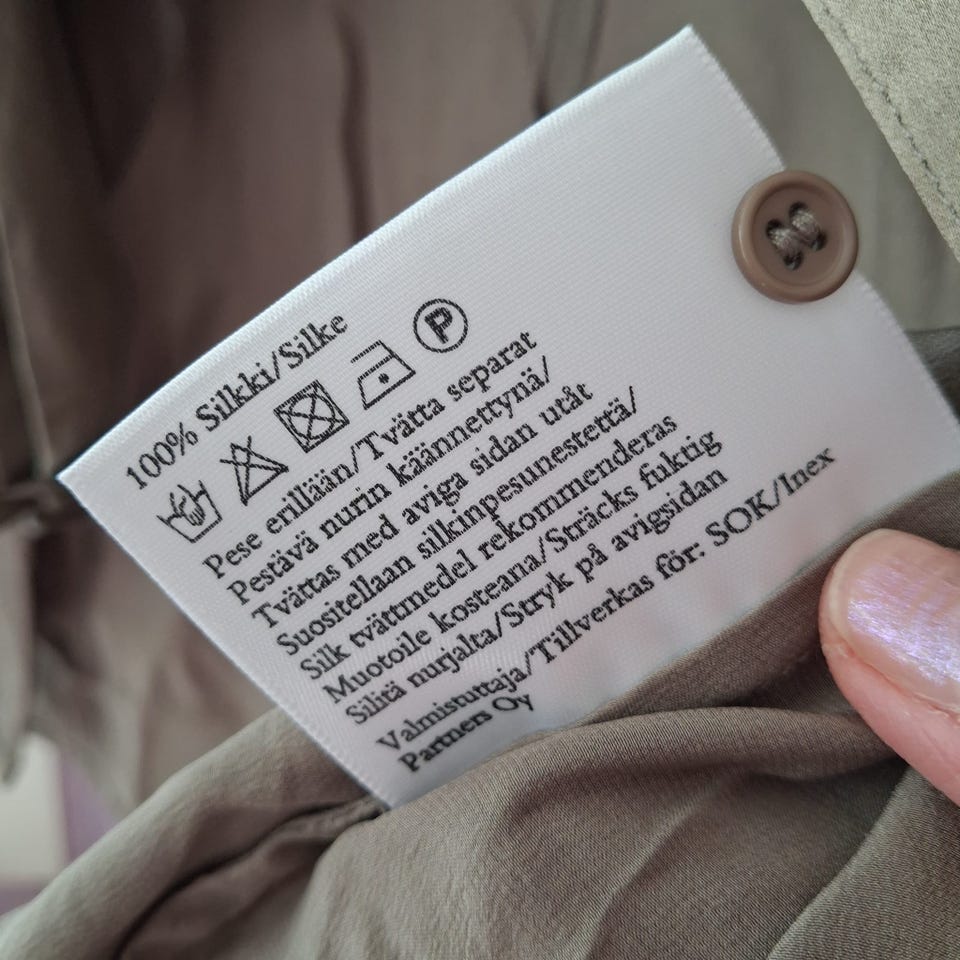 100% Silkki/Silke
P
Pese erillään/Tvätta separat
Pestävä nurin käännettynä/
Tvättas med aviga sidan utåt
Suositellaan silkinpesunestettä/
Silk tvättmedel rekommenderas
Muotoile kosteana/Sträcks fuktig
Silitä nurjalta/Stryk på avigsidan
Valmistuttaja/Tillverkas för: SOK/Inex
Partners Oy